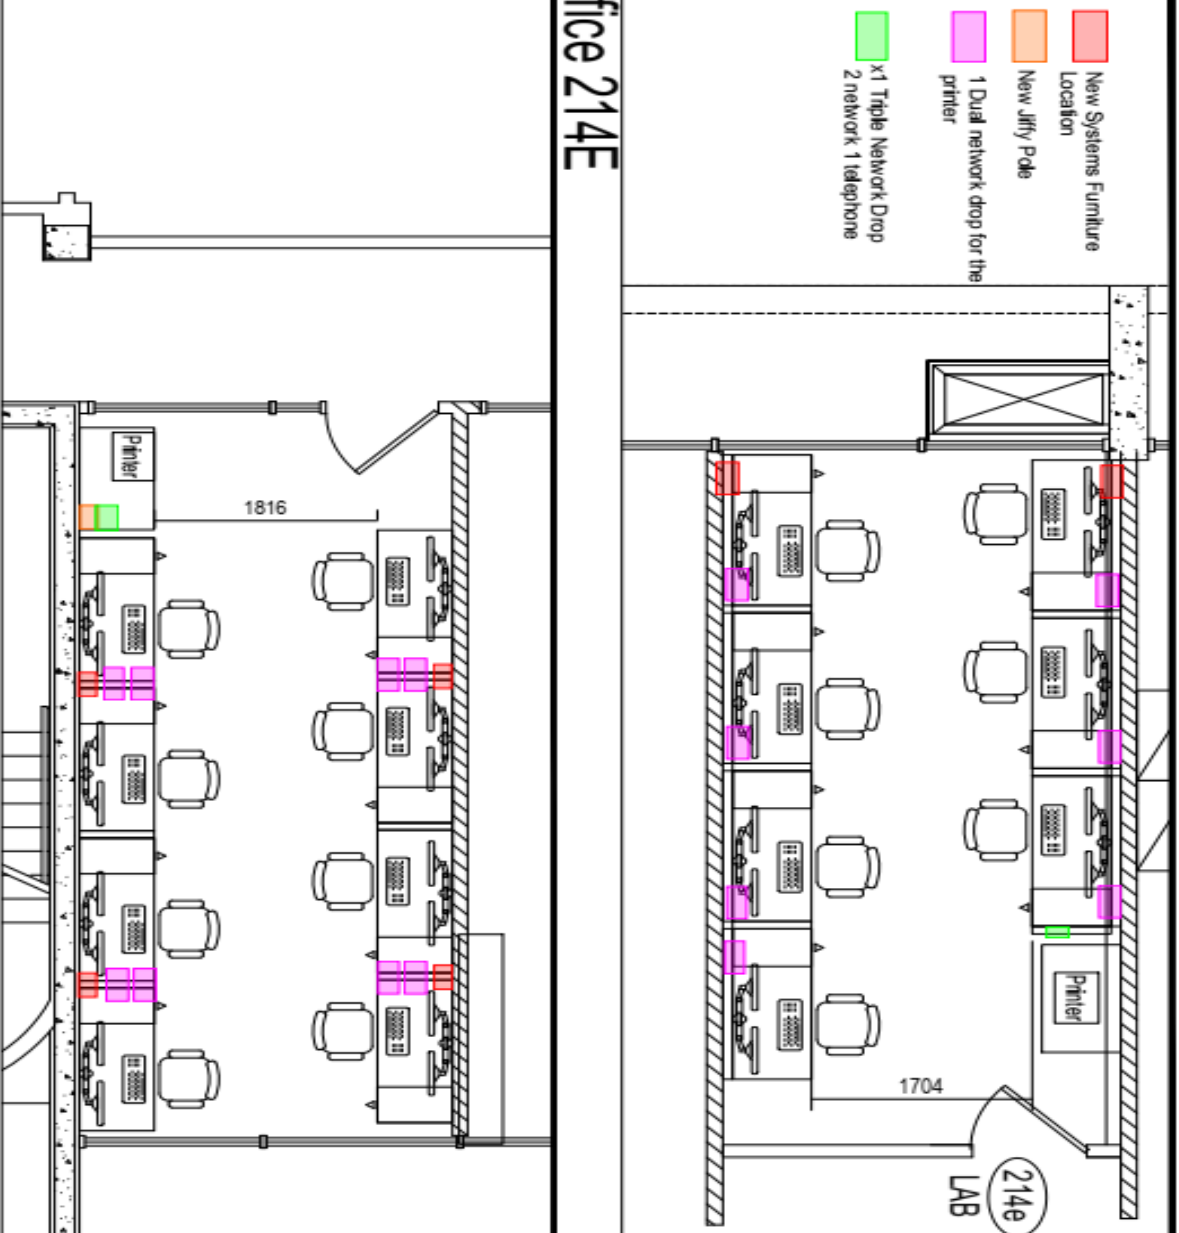 New Systems Furniture
Location
New Jiffy Pole
1 Dual network drop for the
printer
x1 Triple Network Drop
2 network 1 telephone
fice 214E
Printer
1704
214e
LAB
Printer
1816